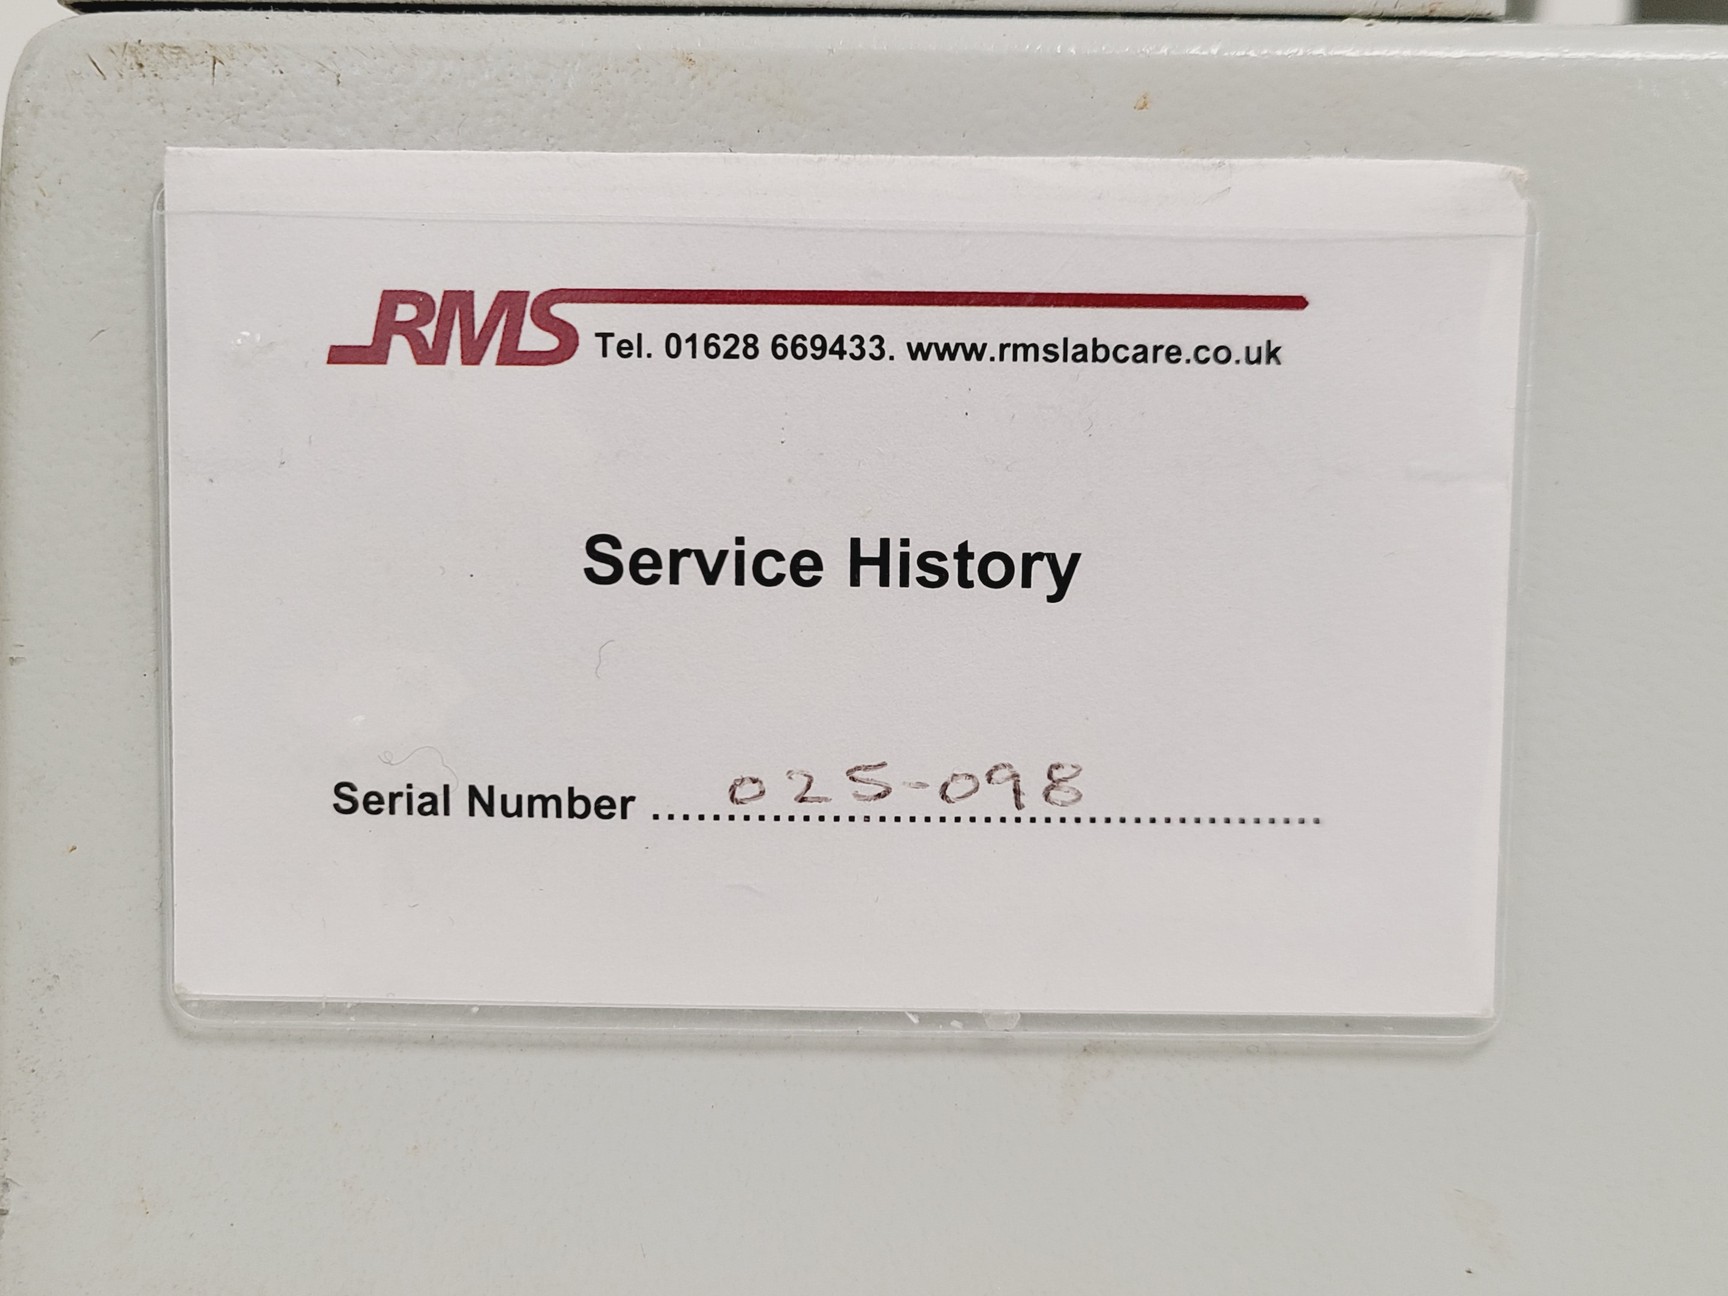 RMS Tel. 01628 669433. www.rmslabcare.co.uk
Service History
Serial Number ........025-098........................